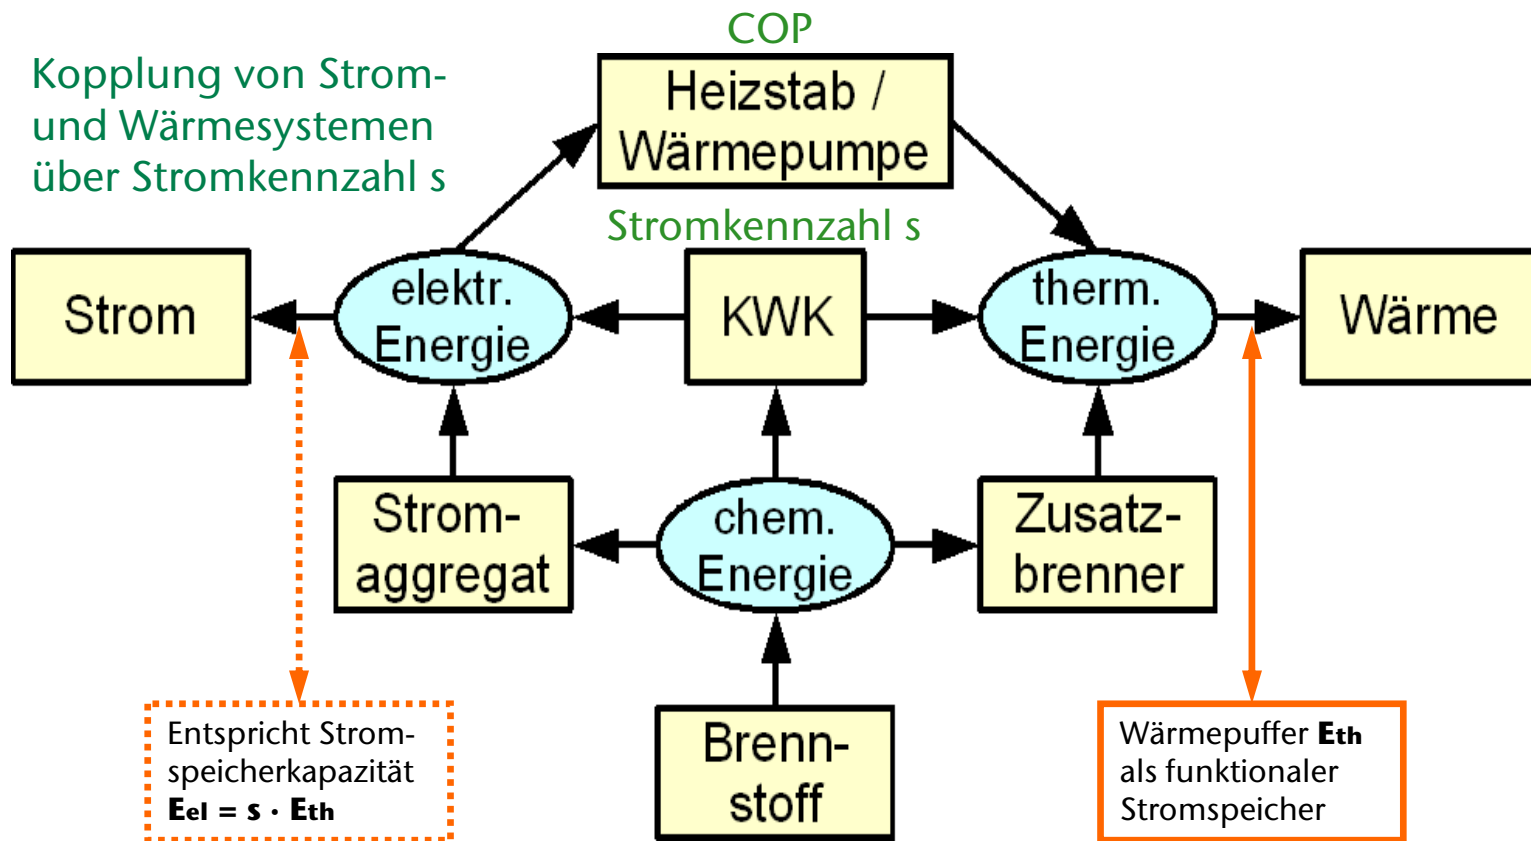 COP
Kopplung von Strom-
und Wärmesystemen
über Stromkennzahl s
Heizstab /
Wärmepumpe
Stromkennzahl s
Strom
elektr.
Energie
KWK
therm.
Energie
Wärme
Strom-
aggregat
chem.
Energie
Zusatz-
brenner
Entspricht Strom-
speicherkapazität
Eel = s · Eth
Brenn-
stoff
Wärmepuffer Eth
als funktionaler
Stromspeicher